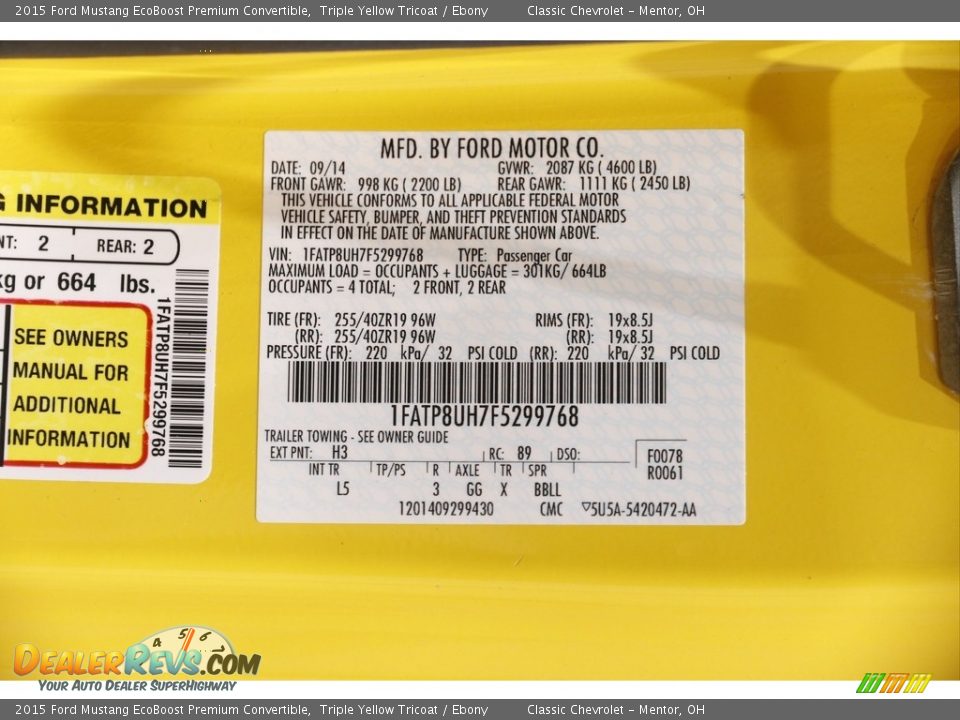 2015 Ford Mustang EcoBoost Premium Convertible, Triple Yellow Tricoat / Ebony Classic Chevrolet - Mentor, OH
G INFORMATION
NT: 2 REAR: 2
kg or 664 lbs.
SEE OWNERS
MANUAL FOR
ADDITIONAL
INFORMATION
1FATP8UH7F5299768
MFD. BY FORD MOTOR CO.
DATE: 09/14 GVWR: 2087 KG ( 4600 LB)
FRONT GAWR: 998 KG ( 2200 LB) REAR GAWR: 1111 KG ( 2450 LB)
THIS VEHICLE CONFORMS TO ALL APPLICABLE FEDERAL MOTOR
VEHICLE SAFETY, BUMPER, AND THEFT PREVENTION STANDARDS
IN EFFECT ON THE DATE OF MANUFACTURE SHOWN ABOVE.
VIN: 1FATP8UH7F5299768 TYPE: Passenger Car
MAXIMUM LOAD = OCCUPANTS + LUGGAGE = 301KG/ 664LB
OCCUPANTS = 4 TOTAL; 2 FRONT, 2 REAR
TIRE (FR): 255/40ZR19 96W RIMS (FR): 19x8.5J
(RR): 255/40ZR19 96W (RR): 19x8.5J
PRESSURE (FR): 220 kPa/ 32 PSI COLD (RR): 220 kPa/ 32 PSI COLD
1FATP8UH7F5299768
TRAILER TOWING - SEE OWNER GUIDE
EXT PNT: H3 RC: 89 DSO: F0078
R0061
INT TR TP/PS R AXLE TR SPR
L5 3 GG X BBLL
1201409299430 CMC ▽5U5A-5420472-AA
4 5 6
DEALERREVS.COM
YOUR AUTO DEALER SUPERHIGHWAY
2015 Ford Mustang EcoBoost Premium Convertible, Triple Yellow Tricoat / Ebony Classic Chevrolet - Mentor, OH